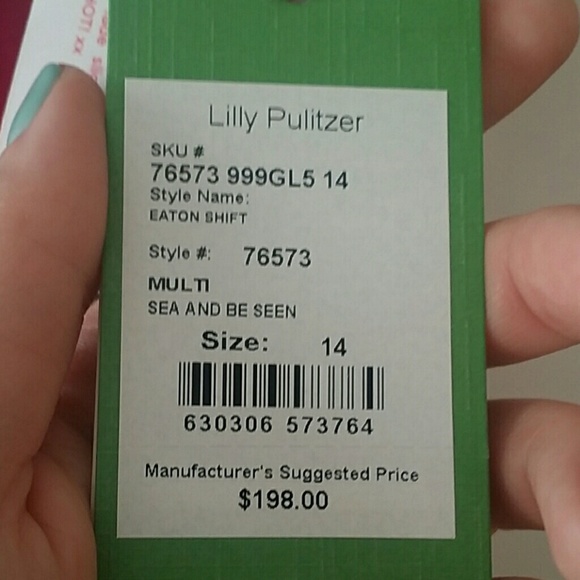 Lilly Pulitzer
SKU #
76573 999GL5 14
Style Name:
EATON SHIFT
Style #: 76573
MULTI
SEA AND BE SEEN
Size: 14
630306 573764
Manufacturer's Suggested Price
$198.00